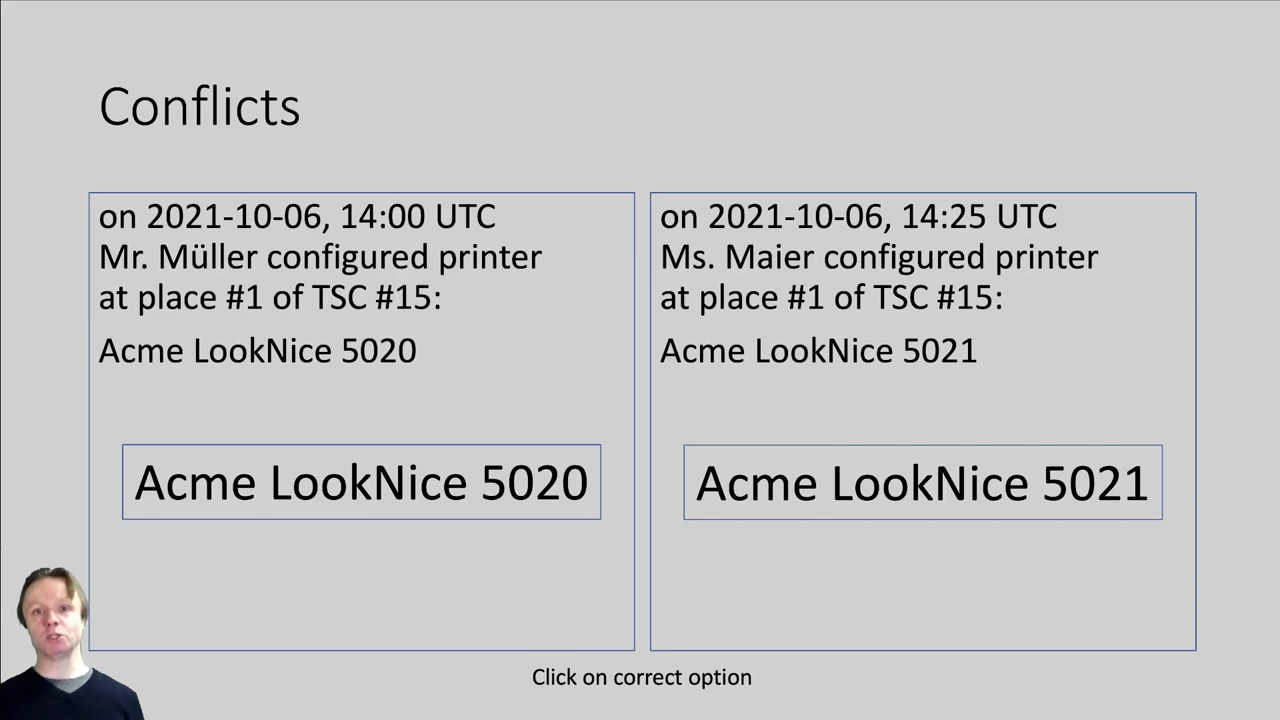 Conflicts
on 2021-10-06, 14:00 UTC
Mr. Müller configured printer
at place #1 of TSC #15:
Acme LookNice 5020
Acme LookNice 5020
on 2021-10-06, 14:25 UTC
Ms. Maier configured printer
at place #1 of TSC #15:
Acme LookNice 5021
Acme LookNice 5021
Click on correct option